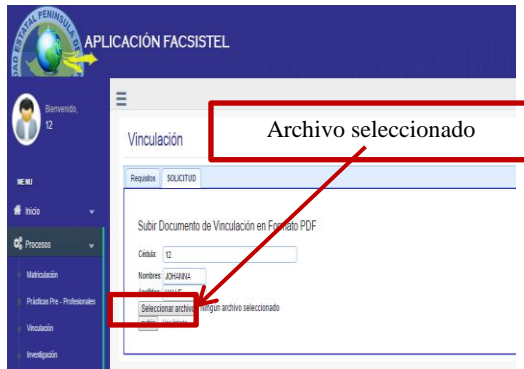 APLICACIÓN FACSISTEL
Bienvenido,
12
MENU
Inicio
Procesos
Matriculación
Prácticas Pre - Profesionales
Vinculación
Investigación
Archivo seleccionado
Vinculación
Requisitos SOLICITUD
Subir Documento de Vinculación en Formato PDF
Cédula: 12
Nombres: JOHANNA
Seleccionar archivo Ningún archivo seleccionado